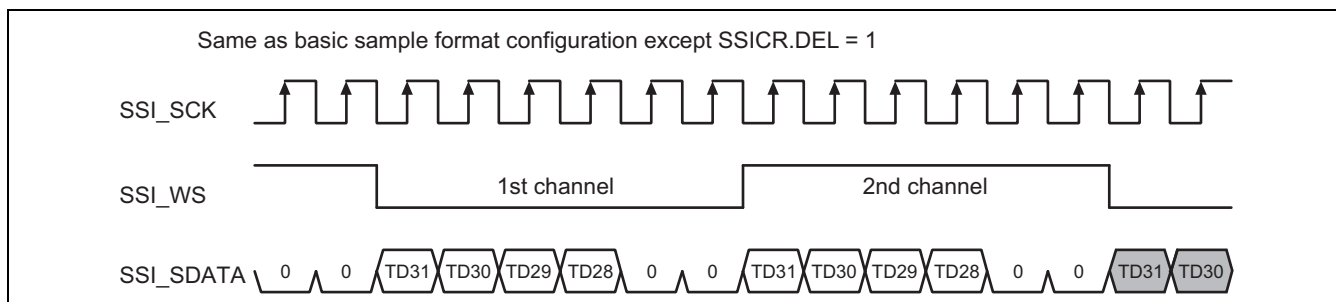 Same as basic sample format configuration except SSICR.DEL = 1
SSI_SCK
SSI_WS 1st channel 2nd channel
SSI_SDATA 0 0 TD31 TD30 TD29 TD28 0 0 TD31 TD30 TD29 TD28 0 0 TD31 TD30